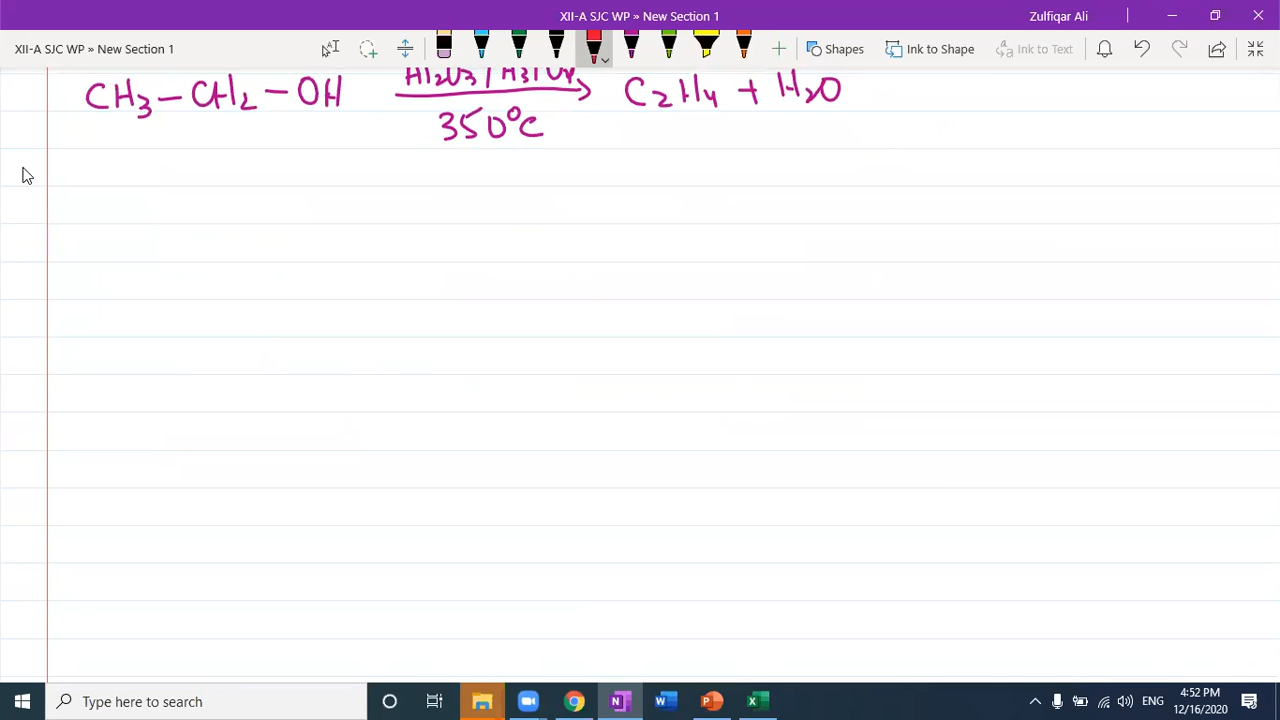 XII-A SJC WP » New Section 1
Zulfiqar Ali
XII-A SJC WP » New Section 1
Shapes
Ink to Shape
Ink to Text
CH3–CH2–OH Al2O3/H3PO4 → C2H4 + H2O
350°C
Type here to search
ENG
4:52 PM
12/16/2020